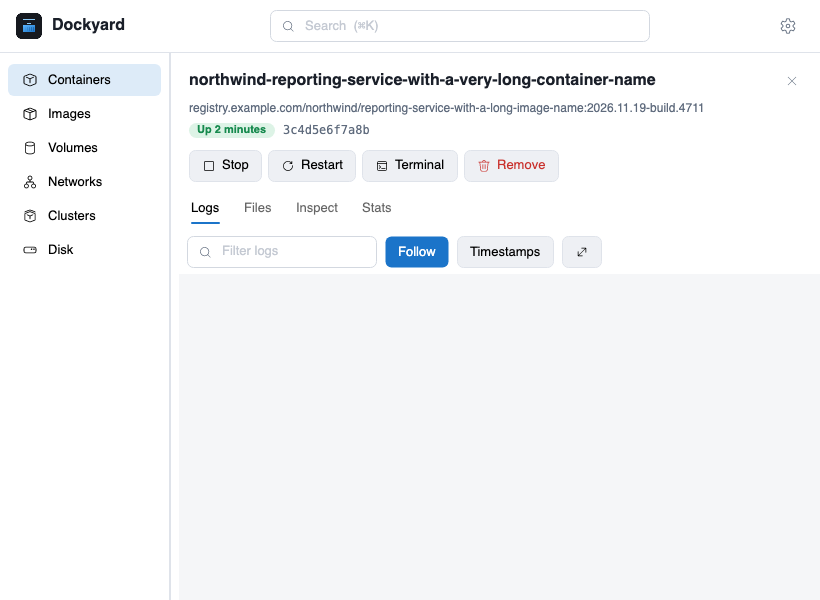 Dockyard
Search (⌘K)
Containers
Images
Volumes
Networks
Clusters
Disk
northwind-reporting-service-with-a-very-long-container-name
registry.example.com/northwind/reporting-service-with-a-long-image-name:2026.11.19-build.4711
Up 2 minutes 3c4d5e6f7a8b
Stop Restart Terminal Remove
Logs Files Inspect Stats
Filter logs Follow Timestamps